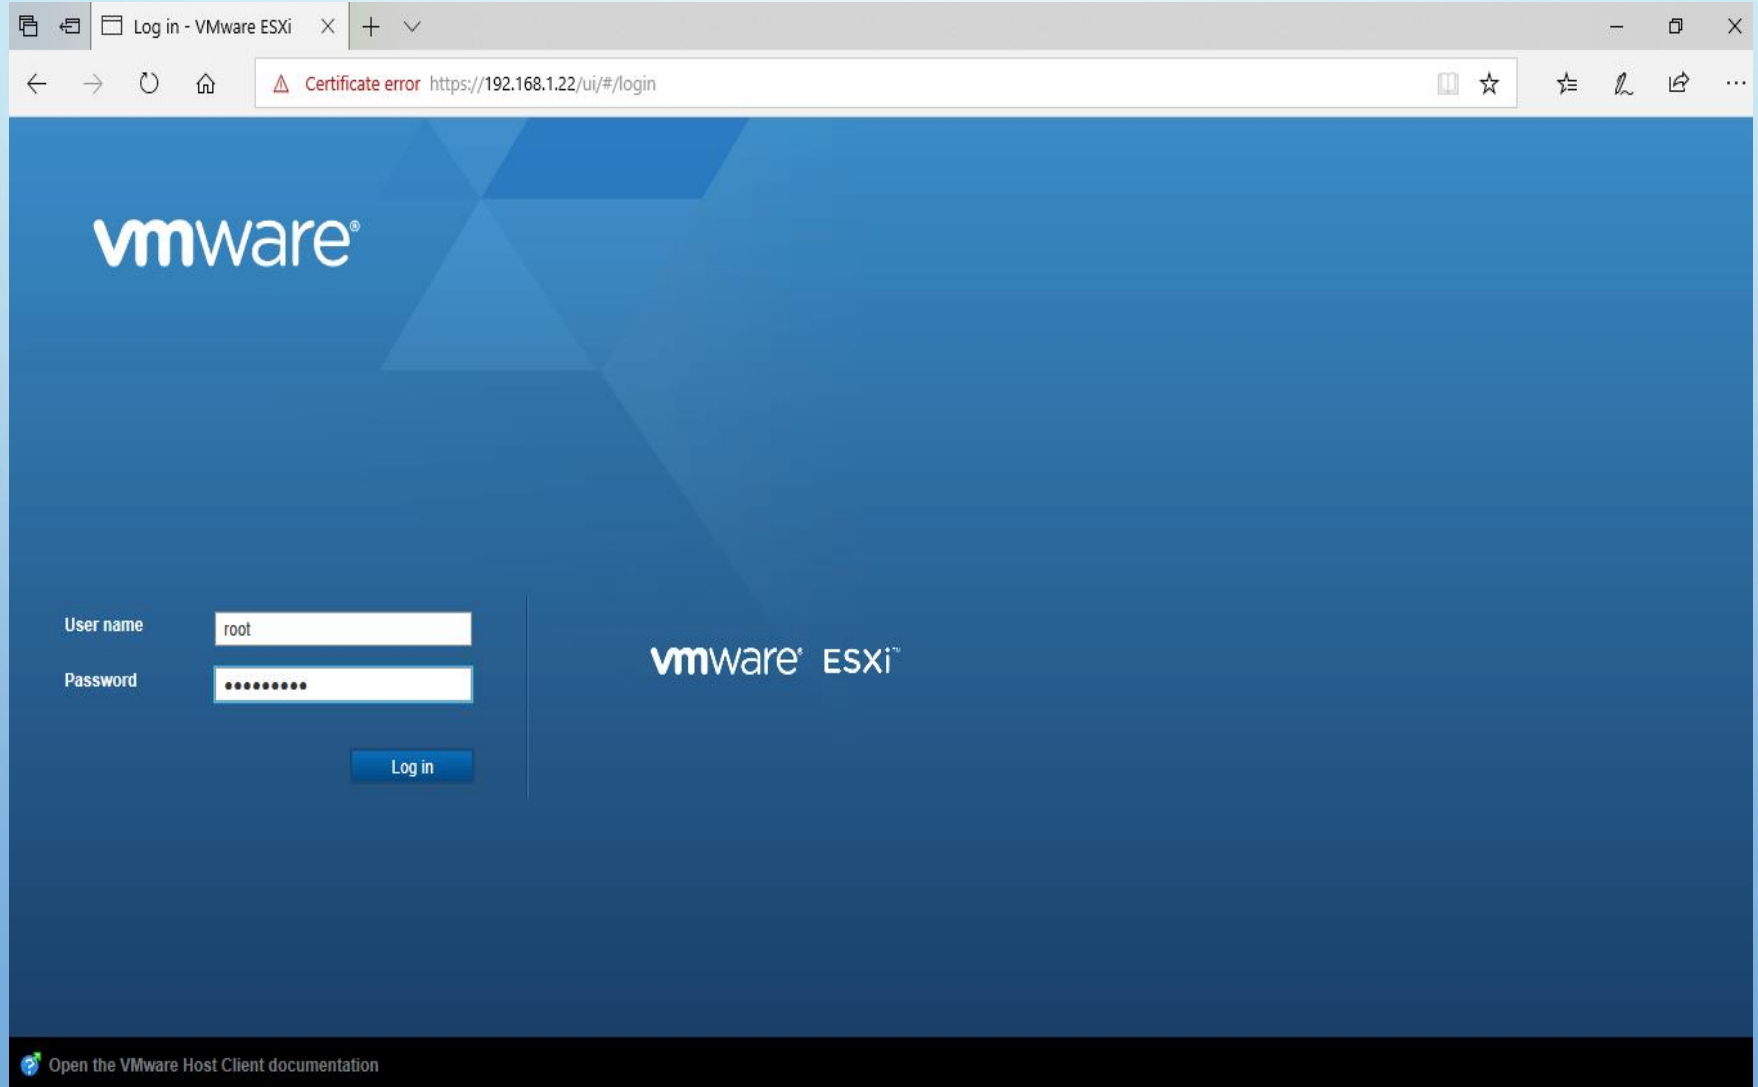 Log in - VMware ESXi
Certificate error https://192.168.1.22/ui/#/login
vmware®
User name root
Password •••••••••
vmware® ESXi™
Log in
Open the VMware Host Client documentation